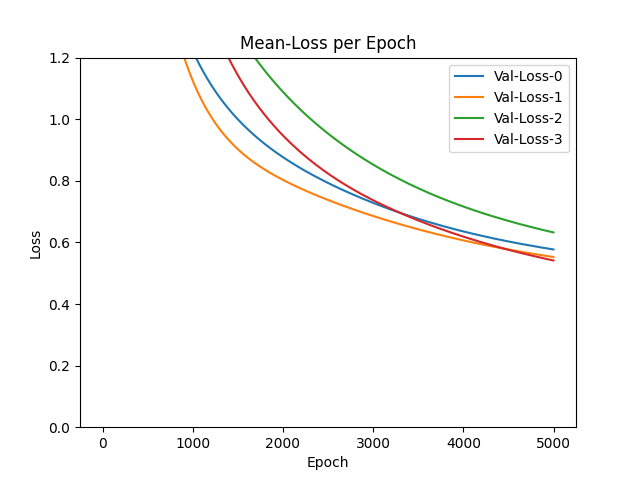 Mean-Loss per Epoch
Val-Loss-0
Val-Loss-1
Val-Loss-2
Val-Loss-3
1.2
1.0
0.8
0.6
0.4
0.2
0.0
Loss
0 1000 2000 3000 4000 5000
Epoch